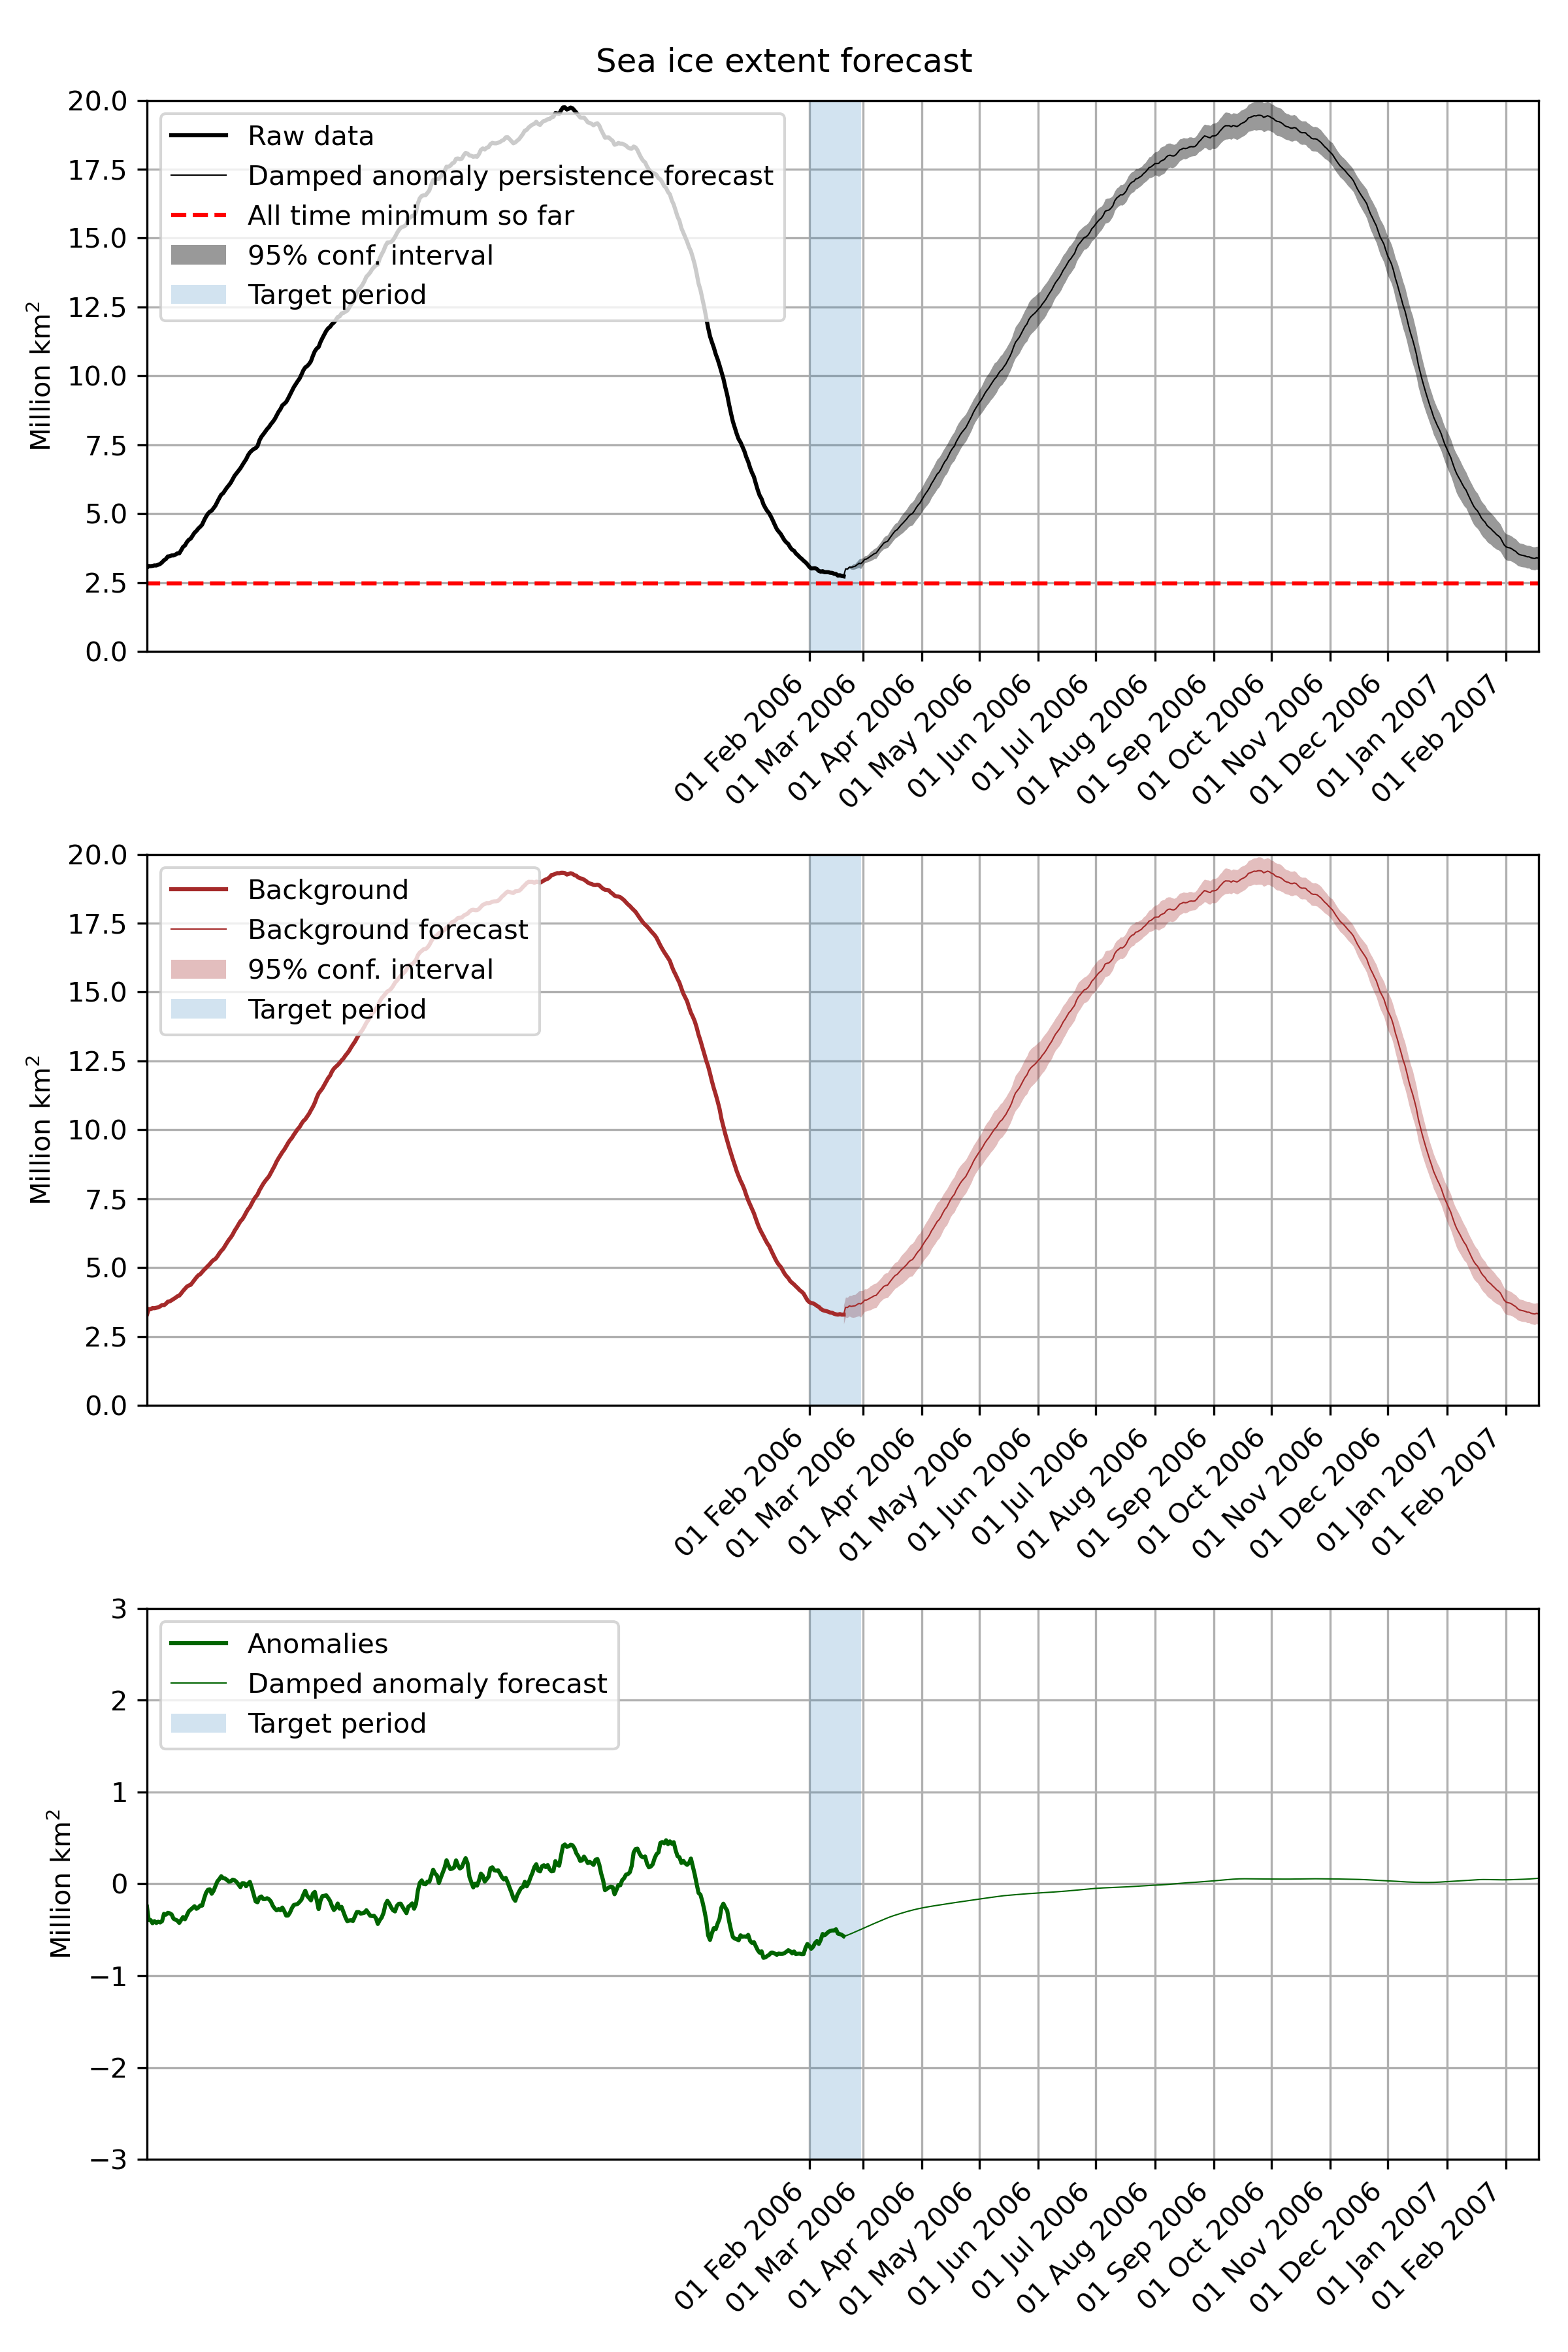 Sea ice extent forecast
20.0
17.5
15.0
12.5
10.0
7.5
5.0
2.5
0.0
Million km²
Raw data
Damped anomaly persistence forecast
All time minimum so far
95% conf. interval
Target period
01 Feb 2006
01 Mar 2006
01 Apr 2006
01 May 2006
01 Jun 2006
01 Jul 2006
01 Aug 2006
01 Sep 2006
01 Oct 2006
01 Nov 2006
01 Dec 2006
01 Jan 2007
01 Feb 2007
20.0
17.5
15.0
12.5
10.0
7.5
5.0
2.5
0.0
Million km²
Background
Background forecast
95% conf. interval
Target period
01 Feb 2006
01 Mar 2006
01 Apr 2006
01 May 2006
01 Jun 2006
01 Jul 2006
01 Aug 2006
01 Sep 2006
01 Oct 2006
01 Nov 2006
01 Dec 2006
01 Jan 2007
01 Feb 2007
3
2
1
0
−1
−2
−3
Million km²
Anomalies
Damped anomaly forecast
Target period
01 Feb 2006
01 Mar 2006
01 Apr 2006
01 May 2006
01 Jun 2006
01 Jul 2006
01 Aug 2006
01 Sep 2006
01 Oct 2006
01 Nov 2006
01 Dec 2006
01 Jan 2007
01 Feb 2007